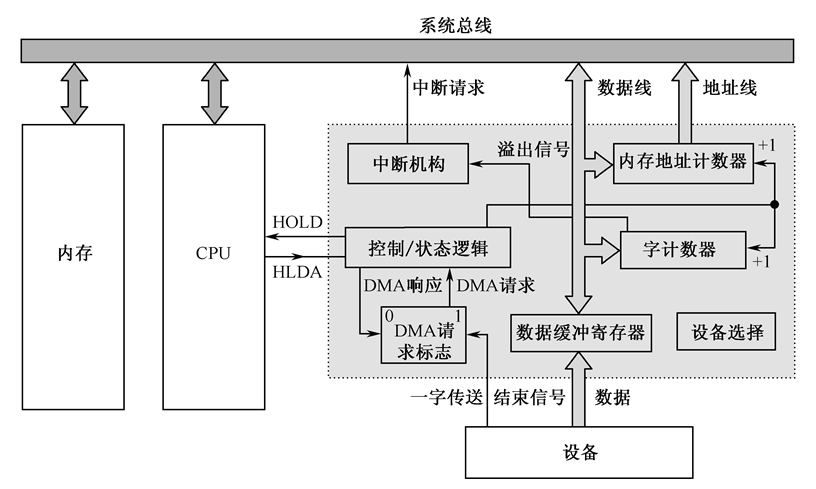 系统总线
中断请求
数据线
地址线
中断机构
溢出信号
内存地址计数器
+1
内存
CPU
HOLD
HLDA
控制/状态逻辑
字计数器
+1
DMA响应
DMA请求
0
1
DMA请
求标志
数据缓冲寄存器
设备选择
一字传送
结束信号
数据
设备